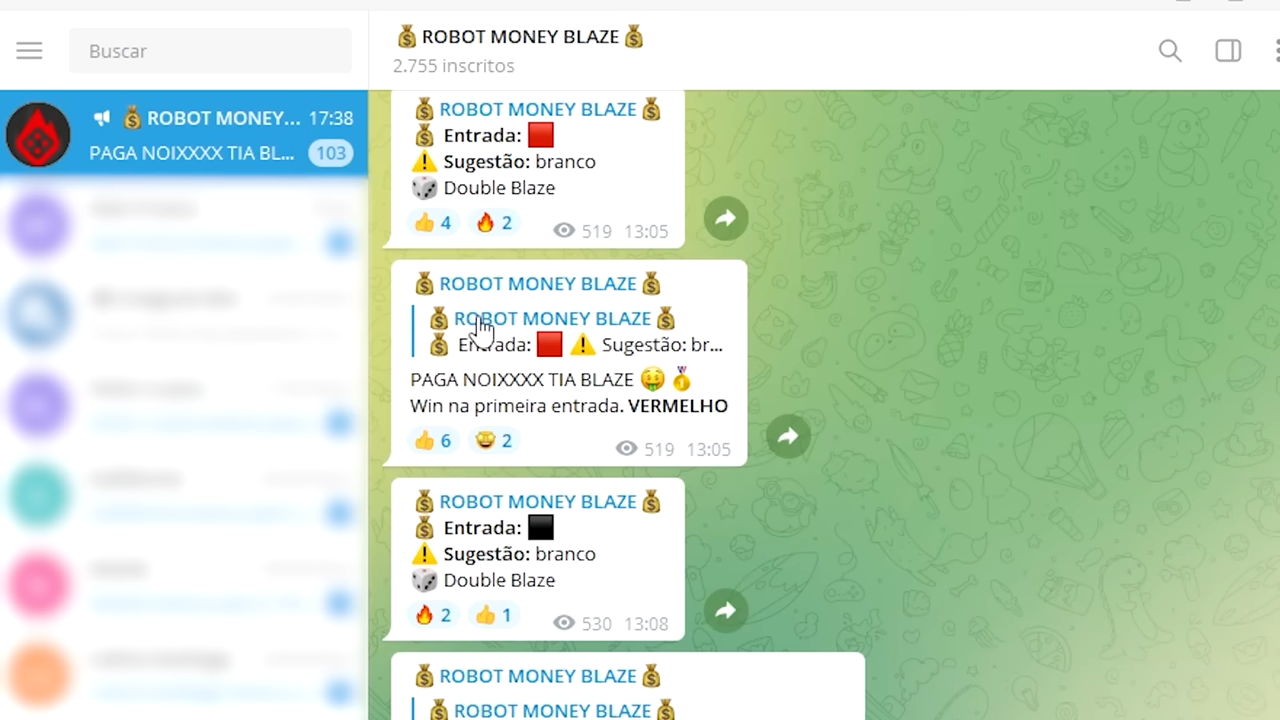 Buscar
💰 ROBOT MONEY BLAZE 💰
2.755 inscritos
💰 ROBOT MONEY... 17:38
PAGA NOIXXXX TIA BL... 103
💰 ROBOT MONEY BLAZE 💰
💰 Entrada: 🟥
⚠️ Sugestão: branco
🎲 Double Blaze
👍 4 🔥 2 519 13:05
💰 ROBOT MONEY BLAZE 💰
💰 ROBOT MONEY BLAZE 💰
💰 Entrada: 🟥 ⚠️ Sugestão: br...
PAGA NOIXXXX TIA BLAZE 🤑 🥇
Win na primeira entrada. VERMELHO
👍 6 🤩 2 519 13:05
💰 ROBOT MONEY BLAZE 💰
💰 Entrada: ⬛
⚠️ Sugestão: branco
🎲 Double Blaze
🔥 2 👍 1 530 13:08
💰 ROBOT MONEY BLAZE 💰
💰 ROBOT MONEY BLAZE 💰